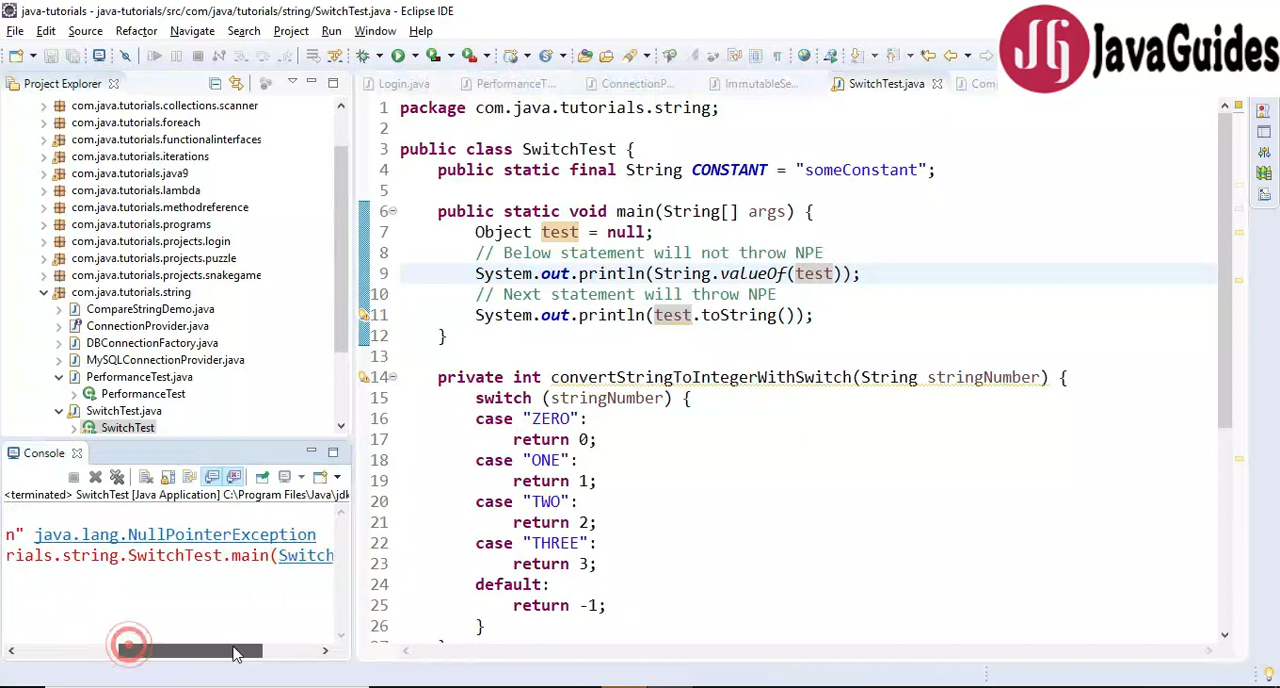 java-tutorials - java-tutorials/src/com/java/tutorials/string/SwitchTest.java - Eclipse IDE
File Edit Source Refactor Navigate Search Project Run Window Help
JavaGuides
Project Explorer
Login.java PerformanceT... ConnectionP... ImmutableSe... SwitchTest.java
com.java.tutorials.collections.scanner
com.java.tutorials.foreach
com.java.tutorials.functionalinterfaces
com.java.tutorials.iterations
com.java.tutorials.java9
com.java.tutorials.lambda
com.java.tutorials.methodreference
com.java.tutorials.programs
com.java.tutorials.projects.login
com.java.tutorials.projects.puzzle
com.java.tutorials.projects.snakegame
com.java.tutorials.string
CompareStringDemo.java
ConnectionProvider.java
DBConnectionFactory.java
MySQLConnectionProvider.java
PerformanceTest.java
PerformanceTest
SwitchTest.java
SwitchTest
1 package com.java.tutorials.string;
2
3 public class SwitchTest {
4 public static final String CONSTANT = "someConstant";
5
6 public static void main(String[] args) {
7 Object test = null;
8 // Below statement will not throw NPE
9 System.out.println(String.valueOf(test));
10 // Next statement will throw NPE
11 System.out.println(test.toString());
12 }
13
14 private int convertStringToIntegerWithSwitch(String stringNumber) {
15 switch (stringNumber) {
16 case "ZERO":
17 return 0;
18 case "ONE":
19 return 1;
20 case "TWO":
21 return 2;
22 case "THREE":
23 return 3;
24 default:
25 return -1;
26 }
Console
<terminated> SwitchTest [Java Application] C:\Program Files\Java\jdk
n" java.lang.NullPointerException
rials.string.SwitchTest.main(Switch